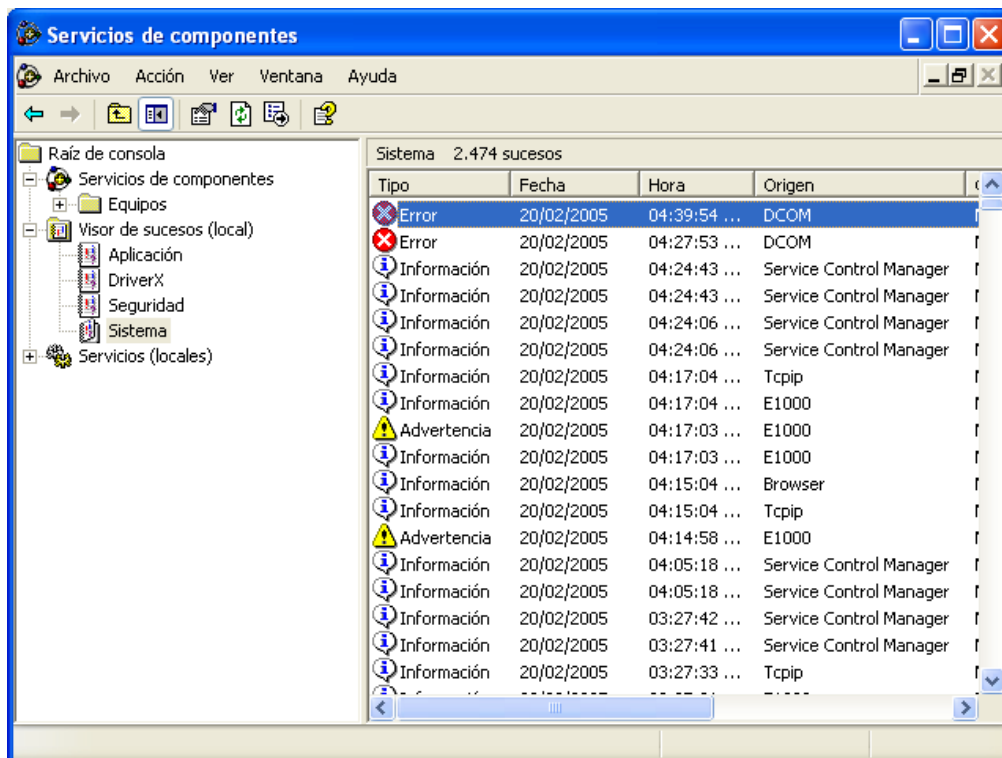 Servicios de componentes
Archivo Acción Ver Ventana Ayuda
Raíz de consola
Servicios de componentes
Equipos
Visor de sucesos (local)
Aplicación
DriverX
Seguridad
Sistema
Servicios (locales)
Sistema 2.474 sucesos
Tipo Fecha Hora Origen
Error 20/02/2005 04:39:54 ... DCOM
Error 20/02/2005 04:27:53 ... DCOM
Información 20/02/2005 04:24:43 ... Service Control Manager
Información 20/02/2005 04:24:43 ... Service Control Manager
Información 20/02/2005 04:24:06 ... Service Control Manager
Información 20/02/2005 04:24:06 ... Service Control Manager
Información 20/02/2005 04:17:04 ... Tcpip
Información 20/02/2005 04:17:04 ... E1000
Advertencia 20/02/2005 04:17:03 ... E1000
Información 20/02/2005 04:17:03 ... E1000
Información 20/02/2005 04:15:04 ... Browser
Información 20/02/2005 04:15:04 ... Tcpip
Advertencia 20/02/2005 04:14:58 ... E1000
Información 20/02/2005 04:05:18 ... Service Control Manager
Información 20/02/2005 04:05:18 ... Service Control Manager
Información 20/02/2005 03:27:42 ... Service Control Manager
Información 20/02/2005 03:27:41 ... Service Control Manager
Información 20/02/2005 03:27:33 ... Tcpip